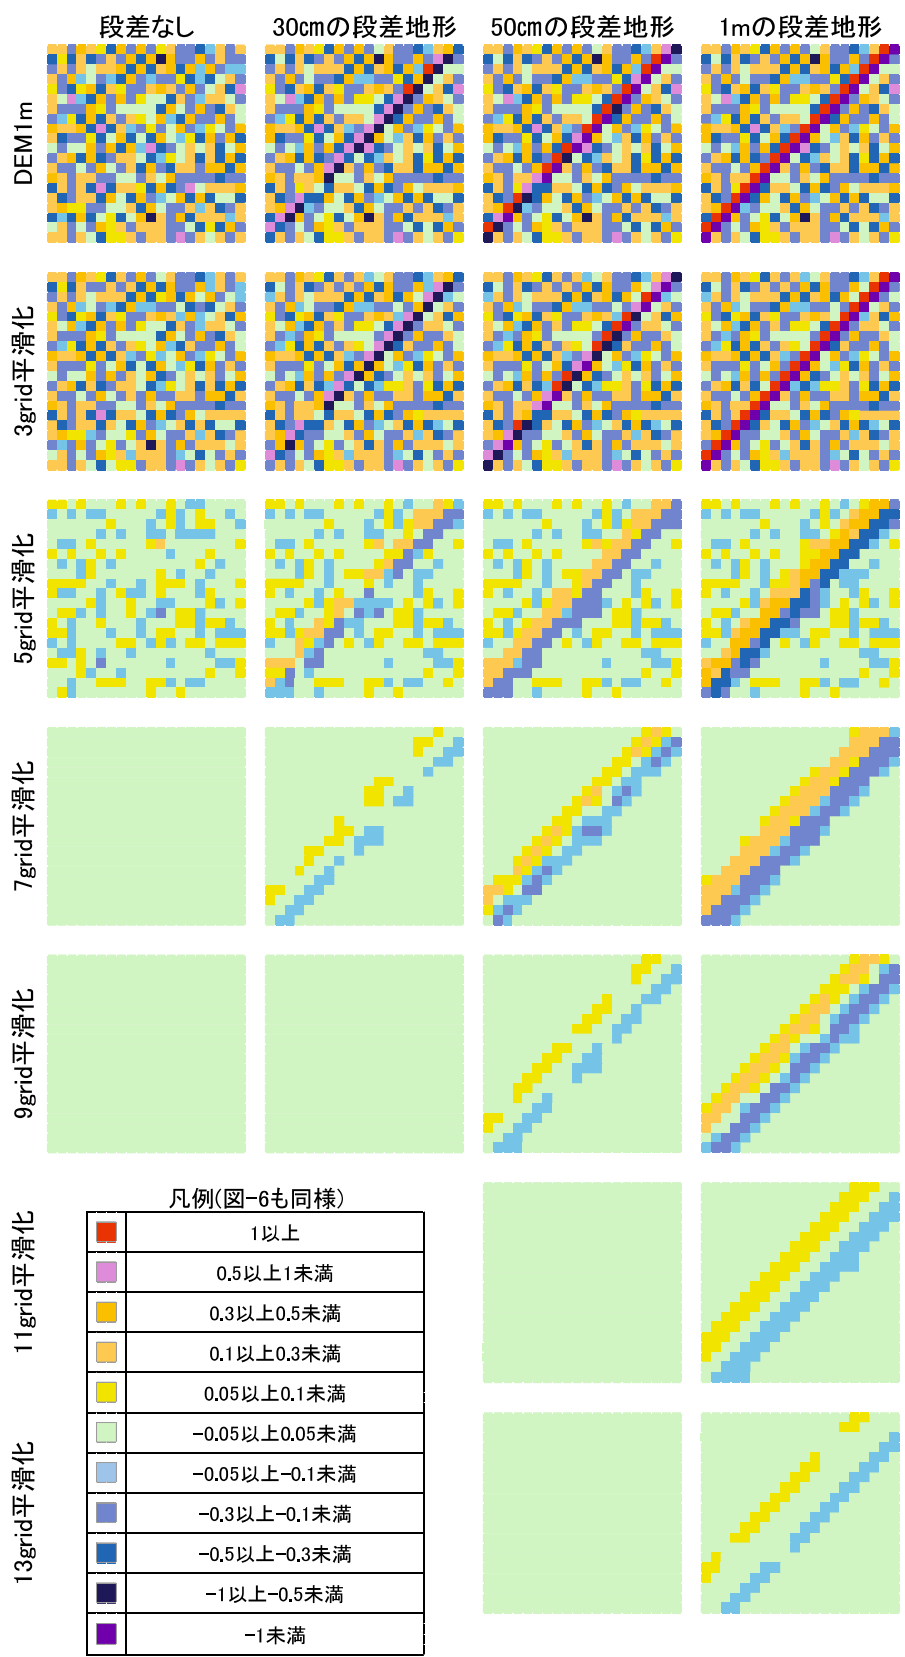 段差なし 30cmの段差地形 50cmの段差地形 1mの段差地形
DEM1m
3grid平滑化
5grid平滑化
7grid平滑化
9grid平滑化
11grid平滑化
13grid平滑化
凡例(図-6も同様)
1以上
0.5以上1未満
0.3以上0.5未満
0.1以上0.3未満
0.05以上0.1未満
-0.05以上0.05未満
-0.05以上-0.1未満
-0.3以上-0.1未満
-0.5以上-0.3未満
-1以上-0.5未満
-1未満